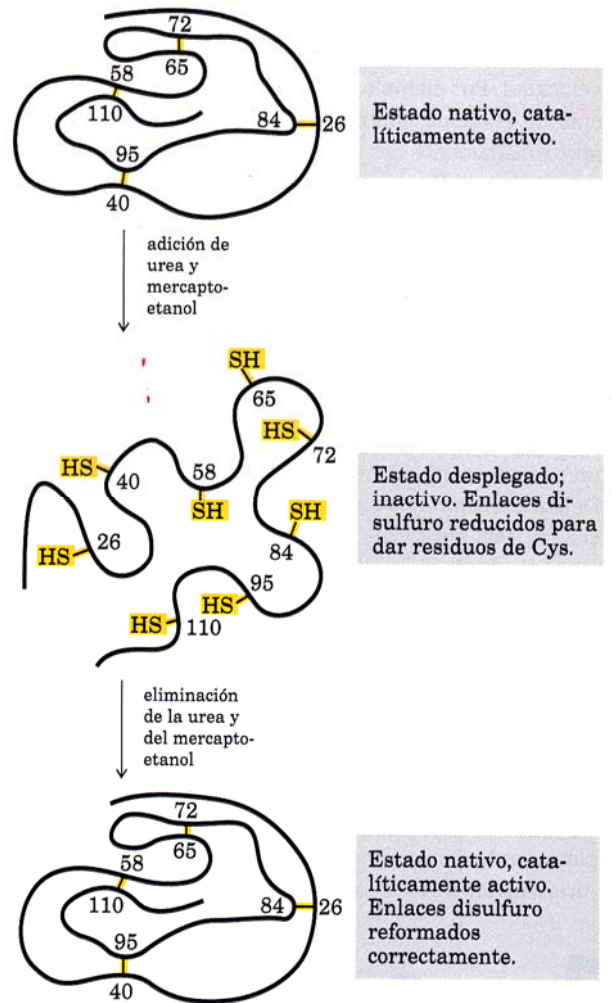 72
65
58
110
84
26
95
40
Estado nativo, cata-
líticamente activo.
adición de
urea y
mercapto-
etanol
SH
65
HS
72
HS
40
58
SH
SH
84
HS
26
HS
95
HS
110
Estado desplegado;
inactivo. Enlaces di-
sulfuro reducidos para
dar residuos de Cys.
eliminación
de la urea y
del mercapto-
etanol
72
65
58
110
84
26
95
40
Estado nativo, cata-
líticamente activo.
Enlaces disulfuro
reformados
correctamente.